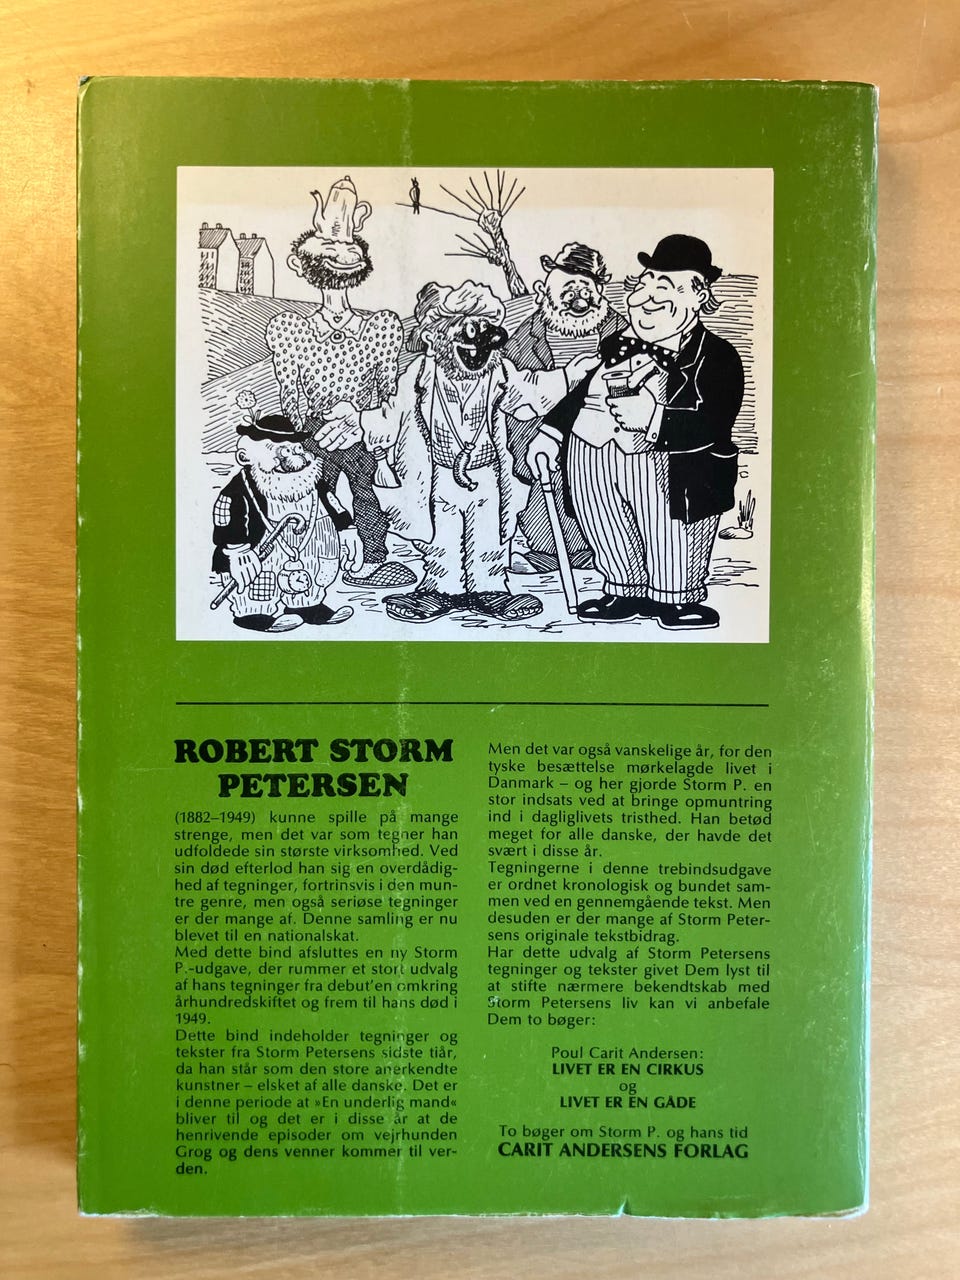 ROBERT STORM
PETERSEN
(1882–1949) kunne spille på mange
strenge, men det var som tegner han
udfoldede sin største virksomhed. Ved
sin død efterlod han sig en overdådig-
hed af tegninger, fortrinsvis i den mun-
tre genre, men også seriøse tegninger
er der mange af. Denne samling er nu
blevet til en nationalskat.
Med dette bind afsluttes en ny Storm
P.-udgave, der rummer et stort udvalg
af hans tegninger fra debut'en omkring
århundredskiftet og frem til hans død i
1949.
Dette bind indeholder tegninger og
tekster fra Storm Petersens sidste tiår,
da han står som den store anerkendte
kunstner – elsket af alle danske. Det er
i denne periode at »En underlig mand«
bliver til og det er i disse år at de
henrivende episoder om vejrhunden
Grog og dens venner kommer til ver-
den.
Men det var også vanskelige år, for den
tyske besættelse mørkelagde livet i
Danmark – og her gjorde Storm P. en
stor indsats ved at bringe opmuntring
ind i dagliglivets tristhed. Han betød
meget for alle danske, der havde det
svært i disse år.
Tegningerne i denne trebindsudgave
er ordnet kronologisk og bundet sam-
men ved en gennemgående tekst. Men
desuden er der mange af Storm Peter-
sens originale tekstbidrag.
Har dette udvalg af Storm Petersens
tegninger og tekster givet Dem lyst til
at stifte nærmere bekendtskab med
Storm Petersens liv kan vi anbefale
Dem to bøger:
Poul Carit Andersen:
LIVET ER EN CIRKUS
og
LIVET ER EN GÅDE
To bøger om Storm P. og hans tid
CARIT ANDERSENS FORLAG